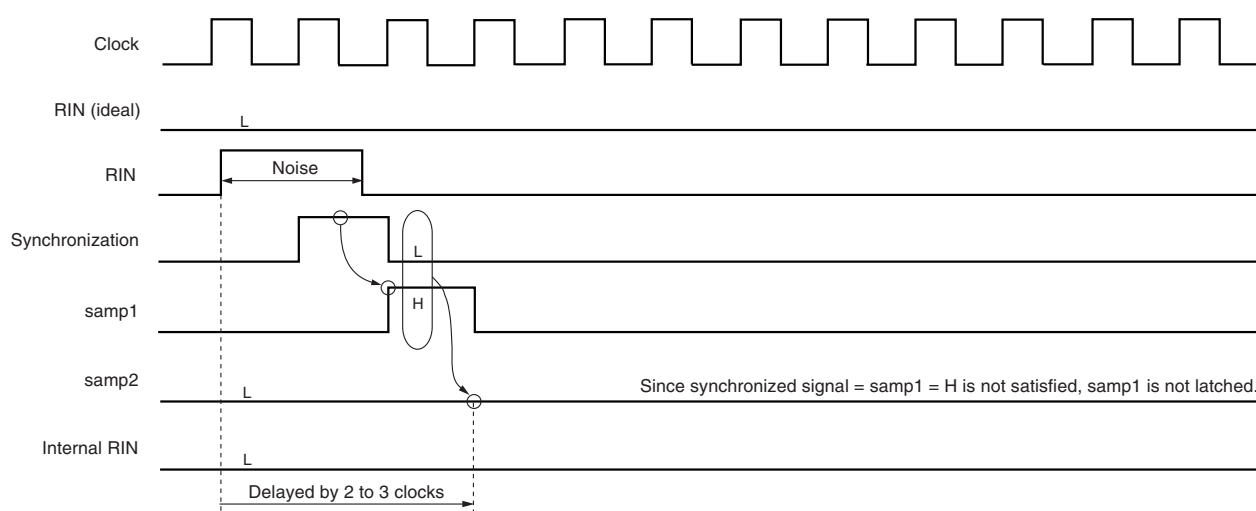 Clock
RIN (ideal)
L
RIN
Noise
Synchronization
L
samp1
H
samp2
L
Since synchronized signal = samp1 = H is not satisfied, samp1 is not latched.
Internal RIN
L
Delayed by 2 to 3 clocks